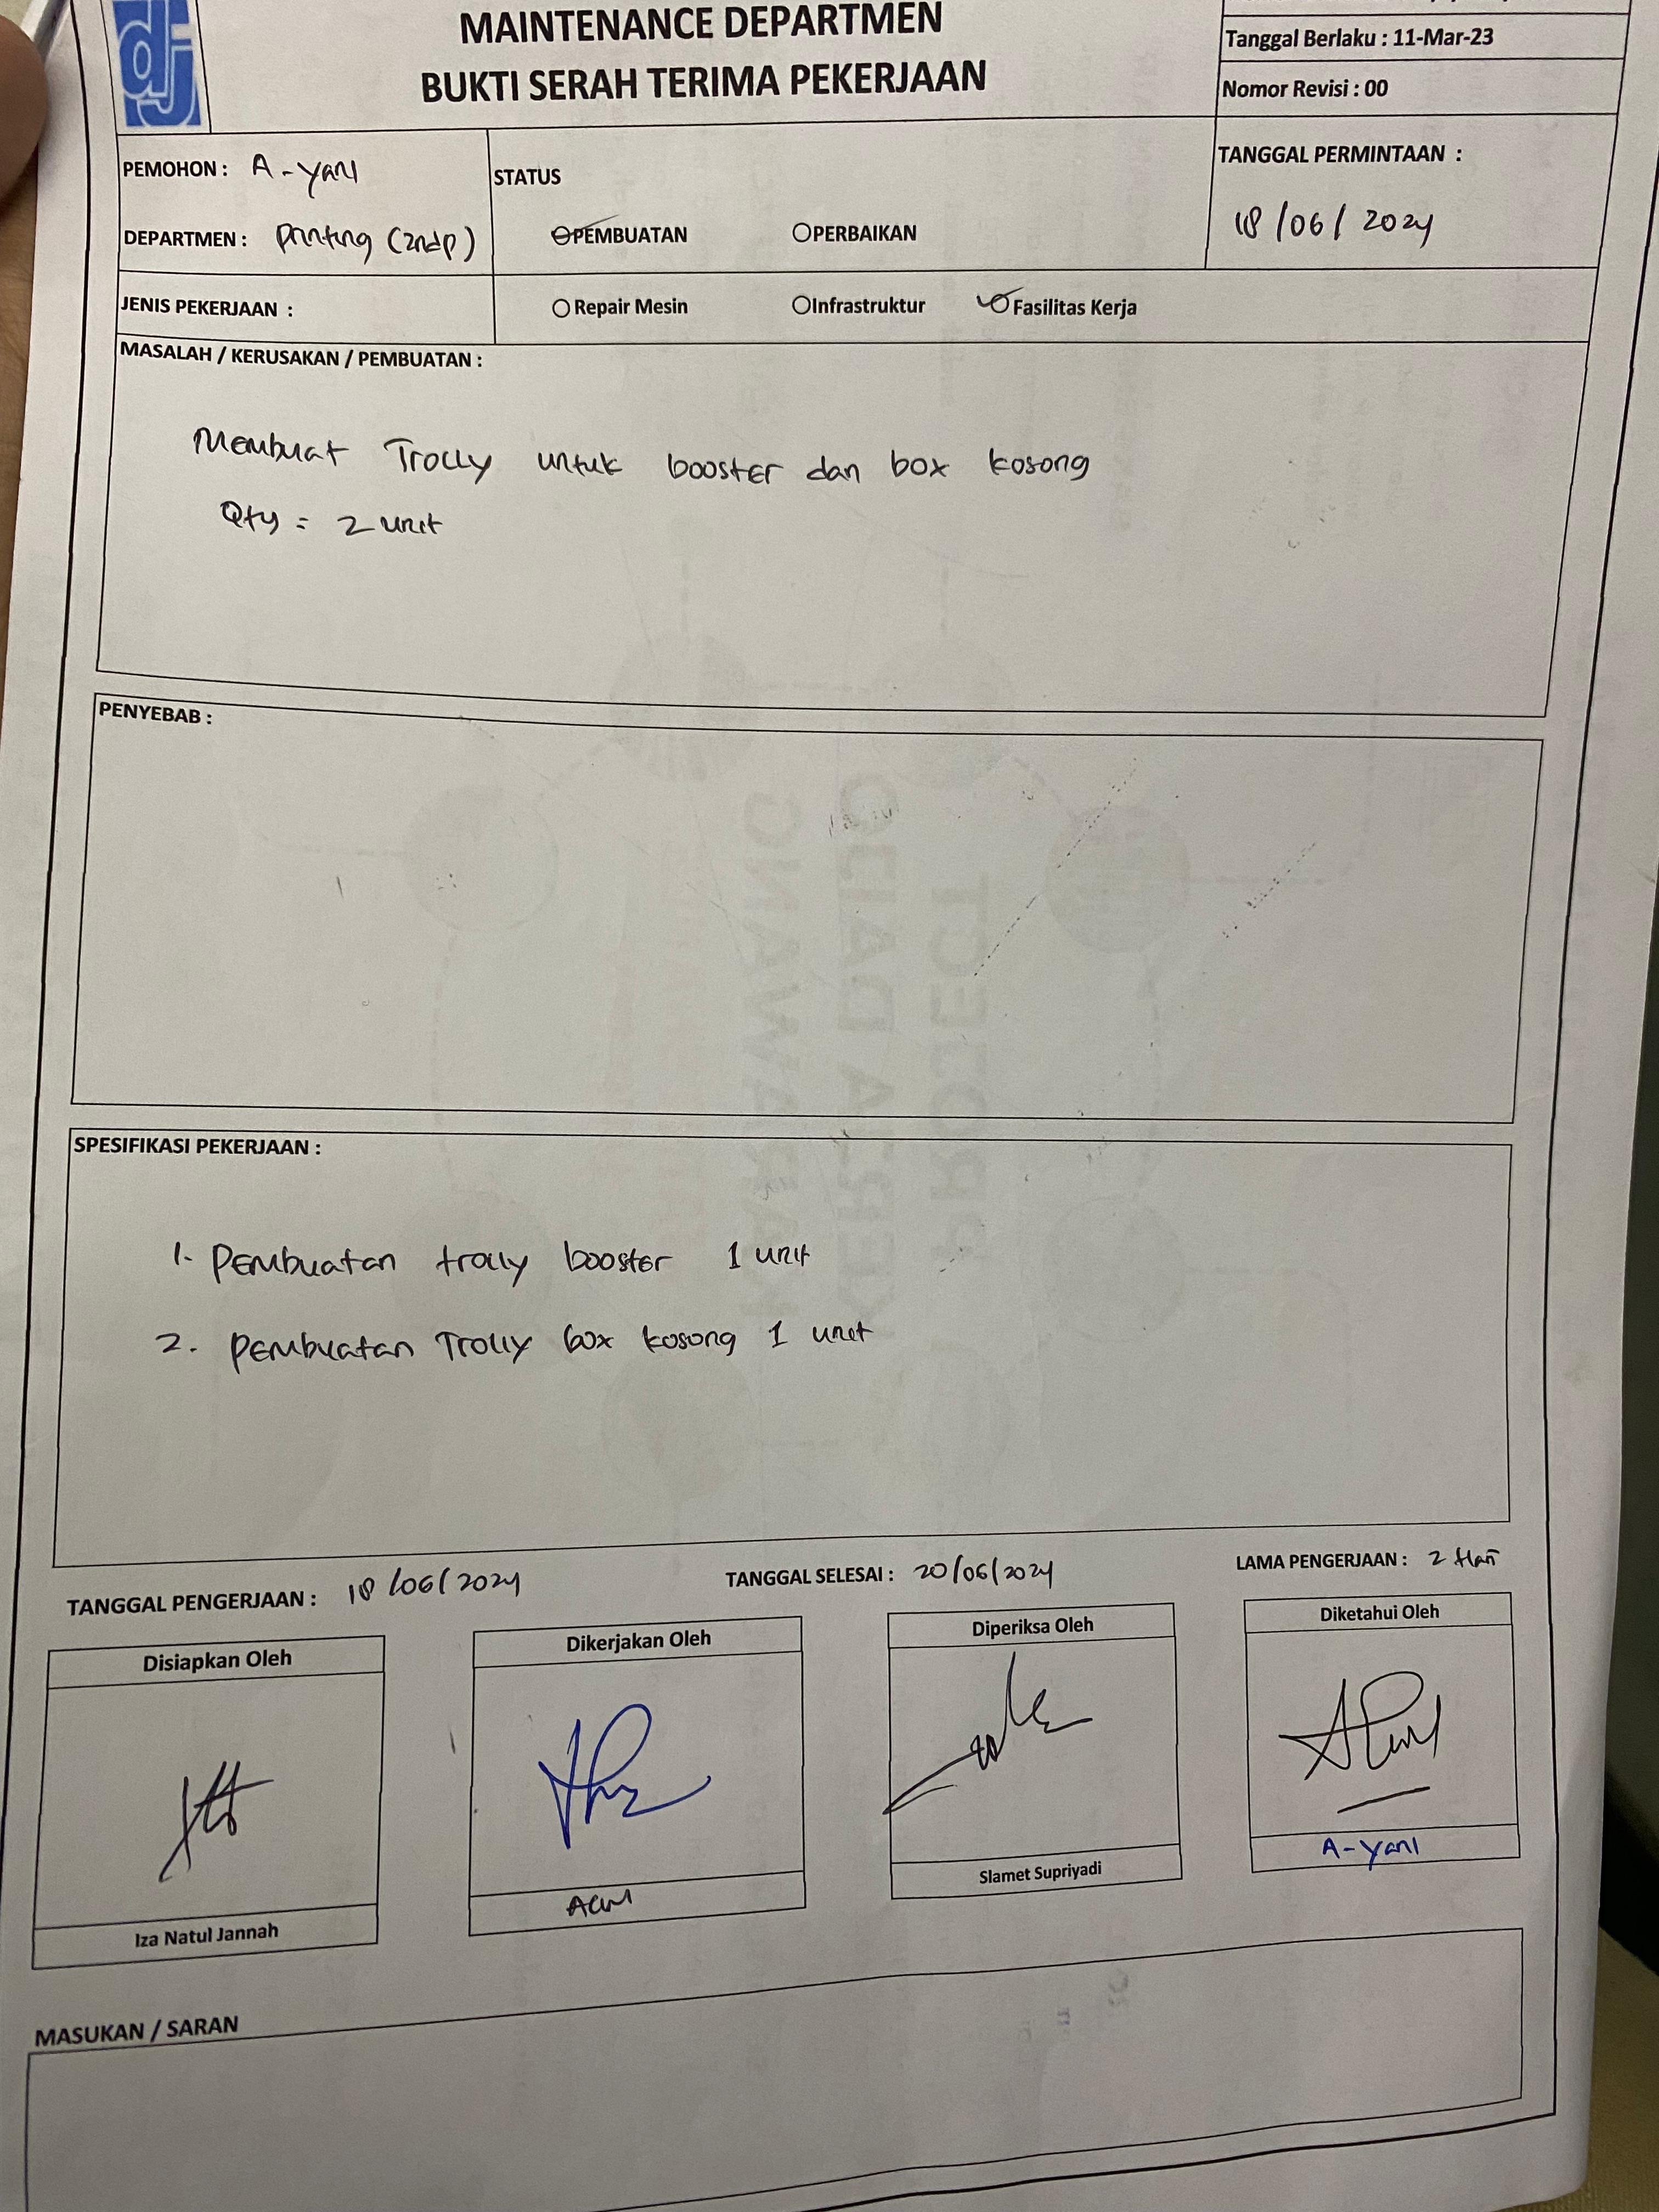 dj
MAINTENANCE DEPARTMEN
BUKTI SERAH TERIMA PEKERJAAN
Tanggal Berlaku : 11-Mar-23
Nomor Revisi : 00
PEMOHON : A-yani
DEPARTMEN : Printing (2ndp)
STATUS
PEMBUATAN PERBAIKAN
TANGGAL PERMINTAAN :
18/06/2024
JENIS PEKERJAAN : Repair Mesin Infrastruktur Fasilitas Kerja
MASALAH / KERUSAKAN / PEMBUATAN :
Membuat Trolly untuk booster dan box kosong
Qty = 2 unit
PENYEBAB :
SPESIFIKASI PEKERJAAN :
1. Pembuatan trolly booster 1 unit
2. Pembuatan Trolly box kosong 1 unit
TANGGAL PENGERJAAN : 18/06/2024 TANGGAL SELESAI : 20/06/2024 LAMA PENGERJAAN : 2 Hari
Disiapkan Oleh Dikerjakan Oleh Diperiksa Oleh Diketahui Oleh
Iza Natul Jannah Slamet Supriyadi A-yani
MASUKAN / SARAN